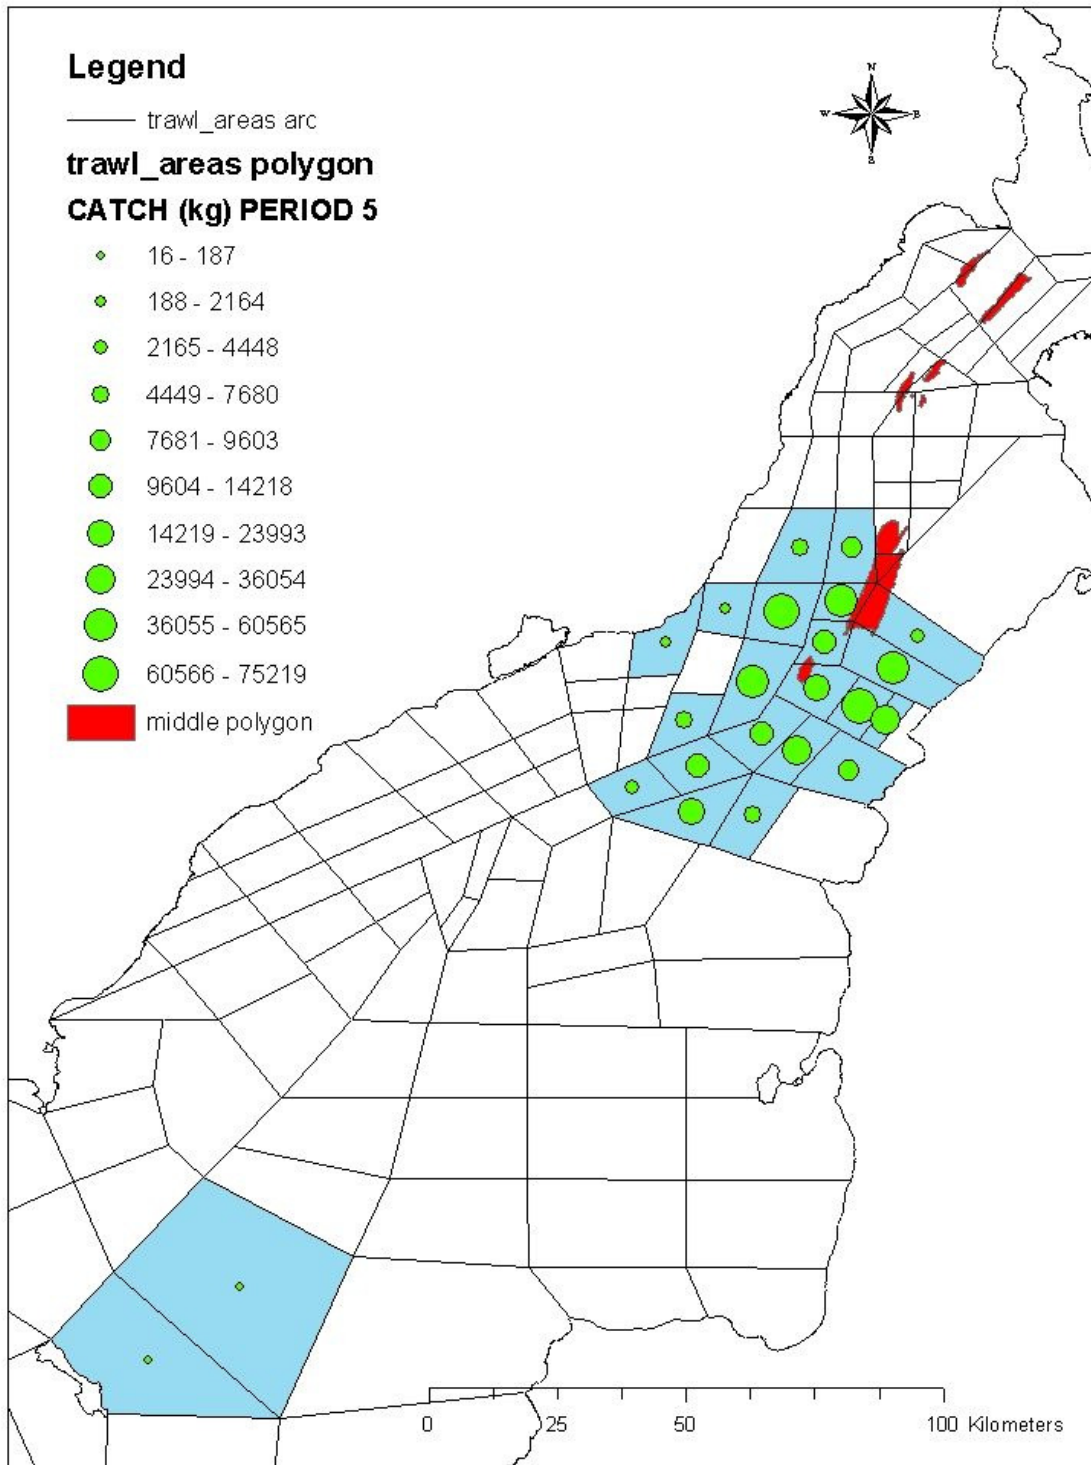 Legend
trawl_areas arc
trawl_areas polygon
CATCH (kg) PERIOD 5
16 - 187
188 - 2164
2165 - 4448
4449 - 7680
7681 - 9603
9604 - 14218
14219 - 23993
23994 - 36054
36055 - 60565
60566 - 75219
middle polygon
N
W E
S
0 25 50 100 Kilometers